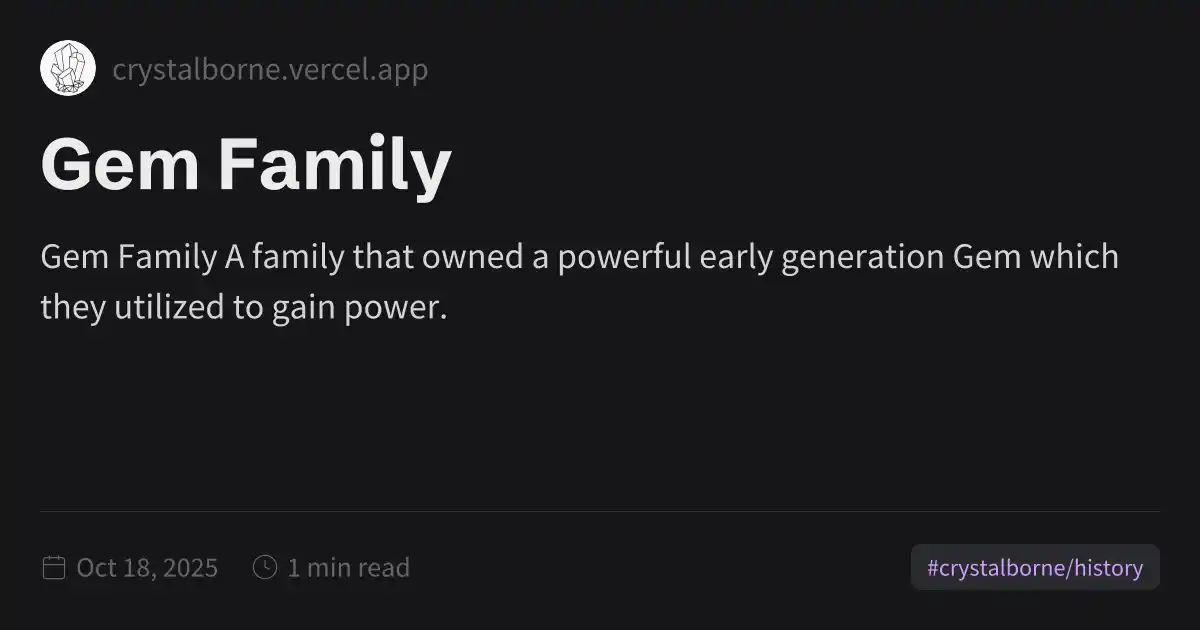 crystalborne.vercel.app
Gem Family
Gem Family A family that owned a powerful early generation Gem which
they utilized to gain power.
Oct 18, 2025 1 min read #crystalborne/history